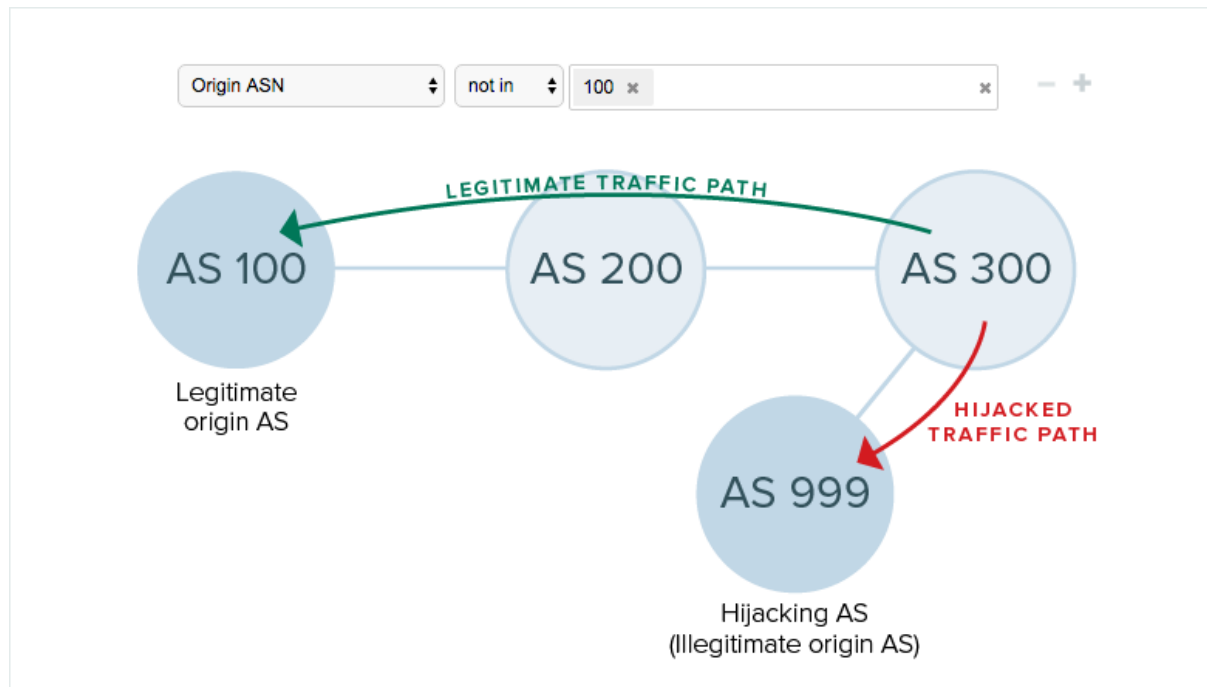 Origin ASN not in 100
LEGITIMATE TRAFFIC PATH
AS 100 AS 200 AS 300
Legitimate
origin AS
HIJACKED
TRAFFIC PATH
AS 999
Hijacking AS
(Illegitimate origin AS)